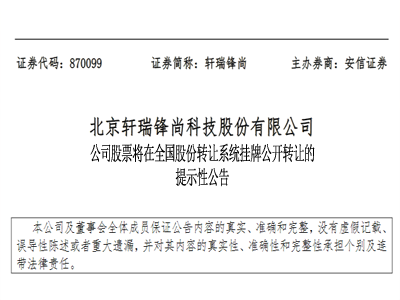 证券代码：870099 证券简称：轩瑞锋尚 主办券商：安信证券
北京轩瑞锋尚科技股份有限公司
公司股票将在全国股份转让系统挂牌公开转让的
提示性公告
本公司及董事会全体成员保证公告内容的真实、准确和完整，没有虚假记载、
误导性陈述或者重大遗漏，并对其内容的真实性、准确性和完整性承担个别及连
带法律责任。